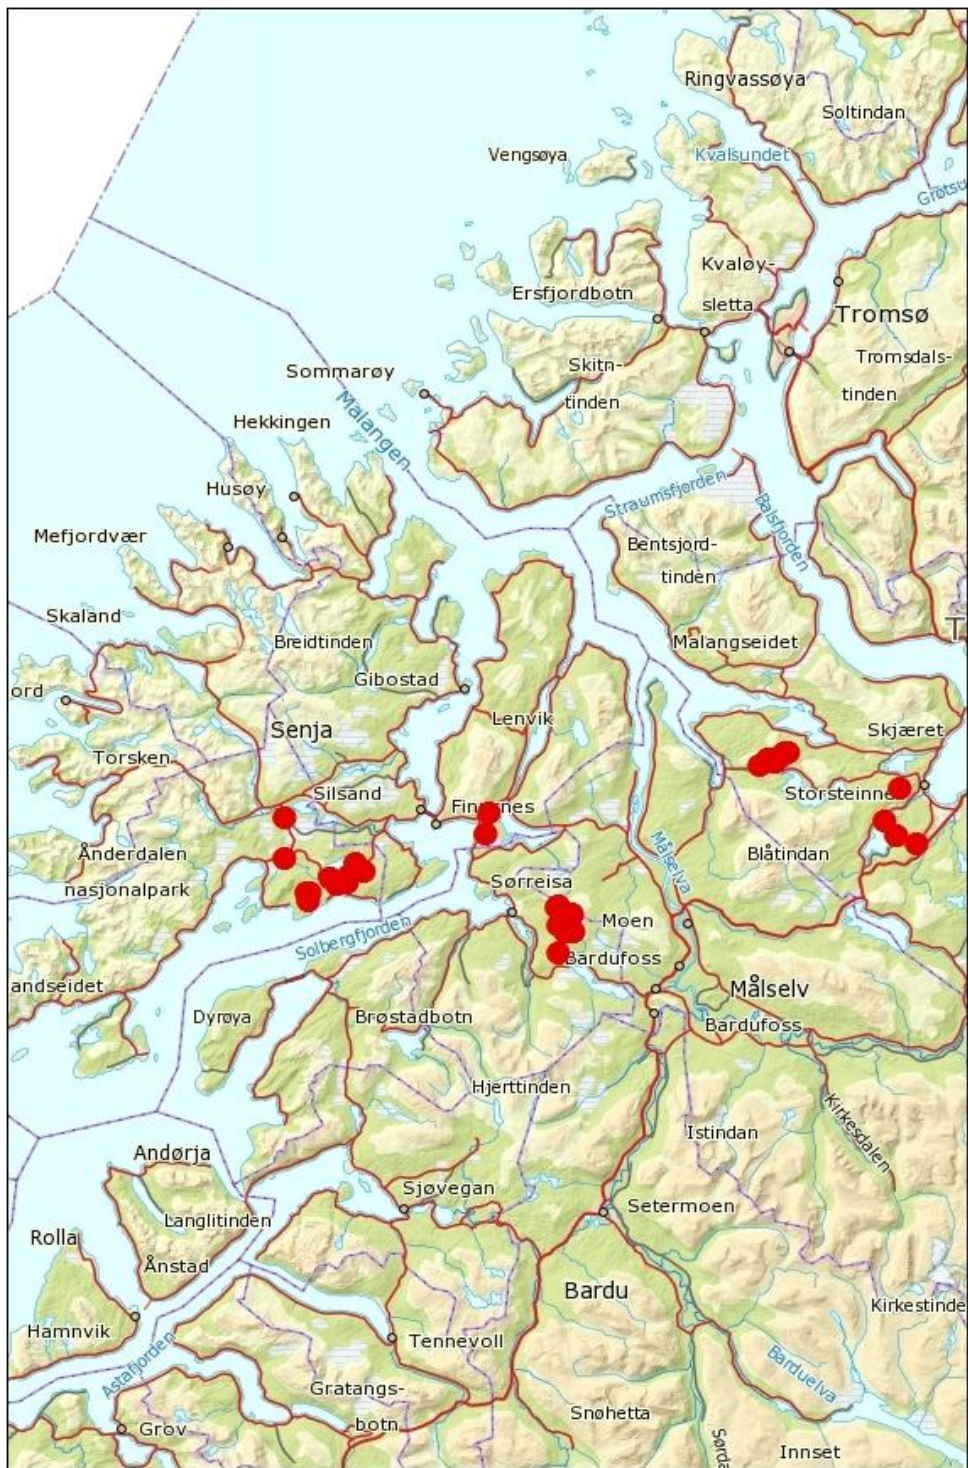 Ringvassøya
Soltindan
Vengsøya
Kvalsundet
Grøtsu
Kvaløy-
sletta
Ersfjordbotn
Tromsø
Skitn-
tinden
Tromsdals-
tinden
Sommarøy
Malangen
Hekkingen
Husøy
Straumsfjorden
Balsfjorden
Mefjordvær
Bentsjord-
tinden
Skaland
T
Breidtinden
Malangseidet
Gibostad
ord
Lenvik
Senja
Skjæret
Torsken
Silsand
Storsteinne
Målselva
Ånderdalen
nasjonalpark
Blåtindan
Sørreisa
Moen
Solbergfjorden
Bardufoss
andseidet
Målselv
Dyrøya
Brøstadbotn
Bardufoss
Hjerttinden
Kirkesdalen
Istindan
Andørja
Sjøvegan
Setermoen
Langlitinden
Rolla
Ånstad
Bardu
Kirkestinde
Hamnvik
Tennevoll
Astafjorden
Barduelva
Gratangs-
botn
Snøhetta
Grov
Sørda
Innset